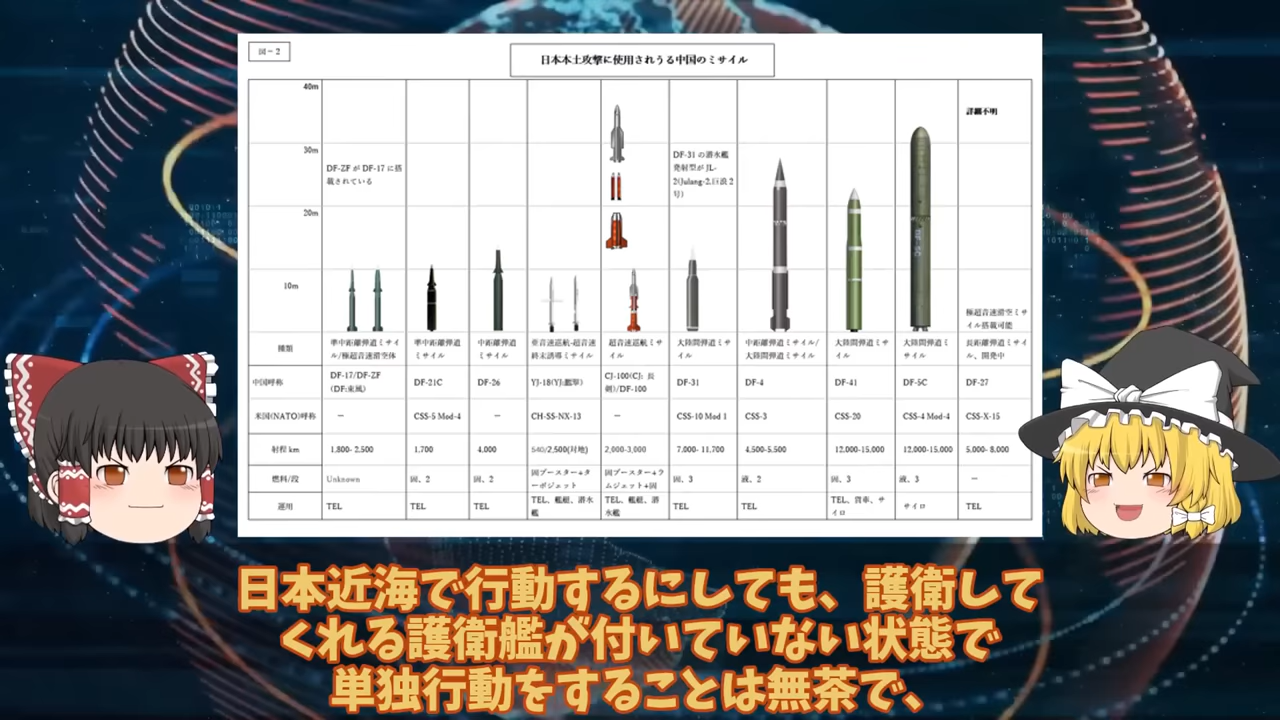 図-2
日本本土攻撃に使用されうる中国のミサイル
40m
30m
20m
10m
DF-ZF が DF-17 に搭
載されている
DF-31 の潜水艦
発射型が JL-
2(Julang-2.巨浪 2
号)
詳細不明
極超音速滑空ミサ
イル搭載可能
DF-5C
種類
準中距離弾道ミサイ
ル/極超音速滑空体
準中距離弾道
ミサイル
中距離弾道
ミサイル
亜音速巡航-超音速
終末誘導ミサイル
超音速巡航ミサ
イル
大陸間弾道ミサ
イル
中距離弾道ミサイル/
大陸間弾道ミサイル
大陸間弾道ミサ
イル
大陸間弾道ミサ
イル
長距離弾道ミサイ
ル、開発中
中国呼称
DF-17/DF-ZF
(DF:東風)
DF-21C
DF-26
YJ-18(YJ:鷹撃)
CJ-100(CJ: 長
剣)/DF-100
DF-31
DF-4
DF-41
DF-5C
DF-27
米国(NATO)呼称
-
CSS-5 Mod-4
-
CH-SS-NX-13
-
CSS-10 Mod 1
CSS-3
CSS-20
CSS-4 Mod-4
CSS-X-15
射程 km
1,800- 2,500
1,700
4,000
540/2,500(対地)
2,000-3,000
7.000- 11,700
4,500-5.500
12,000-15.000
12,000-15,000
5,000- 8,000
燃料/段
Unknown
固、2
固、2
固ブースター+タ
ーボジェット
固ブースター+ラ
ムジェット+固
固、3
液、2
固、3
液、3
-
運用
TEL
TEL
TEL
TEL、艦艇、潜水
艦
TEL、艦艇、潜
水艦
TEL
TEL
TEL、貨車、サ
イロ
サイロ
TEL
日本近海で行動するにしても、護衛して
くれる護衛艦が付いていない状態で
単独行動をすることは無茶で、